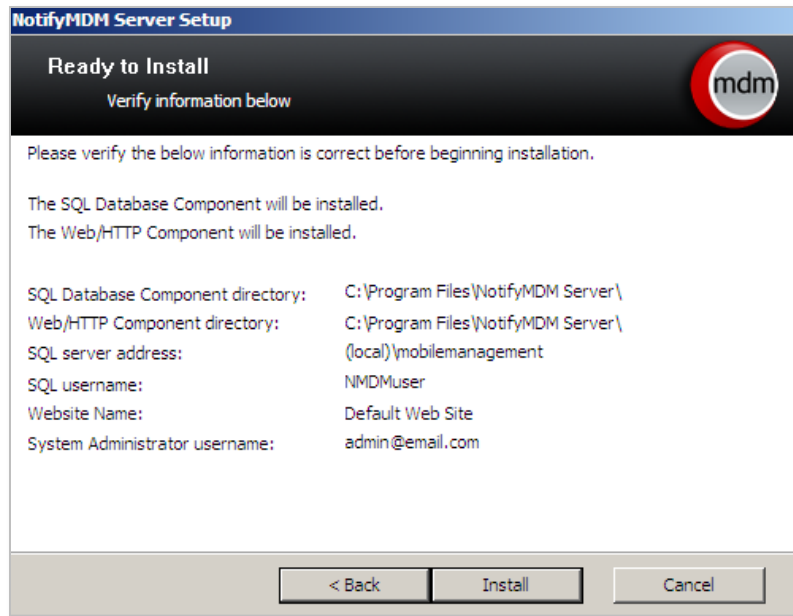 NotifyMDM Server Setup
Ready to Install
Verify information below
mdm
Please verify the below information is correct before beginning installation.
The SQL Database Component will be installed.
The Web/HTTP Component will be installed.
SQL Database Component directory: C:\Program Files\NotifyMDM Server\
Web/HTTP Component directory: C:\Program Files\NotifyMDM Server\
SQL server address: (local)\mobilemanagement
SQL username: NMDMuser
Website Name: Default Web Site
System Administrator username: admin@email.com
< Back Install Cancel